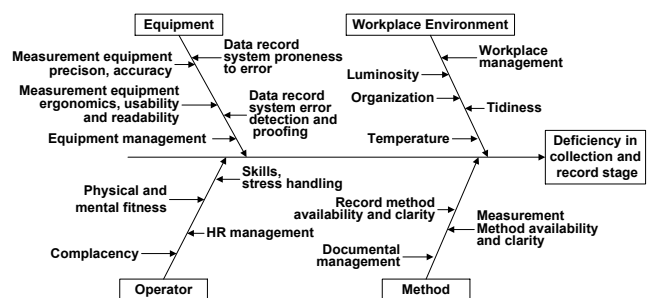 Equipment
Workplace Environment
Data record
system proneness
to error
Measurement equipment
precison, accuracy
Measurement equipment
ergonomics, usability
and readability
Data record
system error
detection and
proofing
Equipment management
Workplace
management
Luminosity
Organization
Tidiness
Temperature
Deficiency in
collection and
record stage
Skills,
stress handling
Physical and
mental fitness
HR management
Complacency
Operator
Record method
availability and clarity
Measurement
Method availability
and clarity
Documental
management
Method